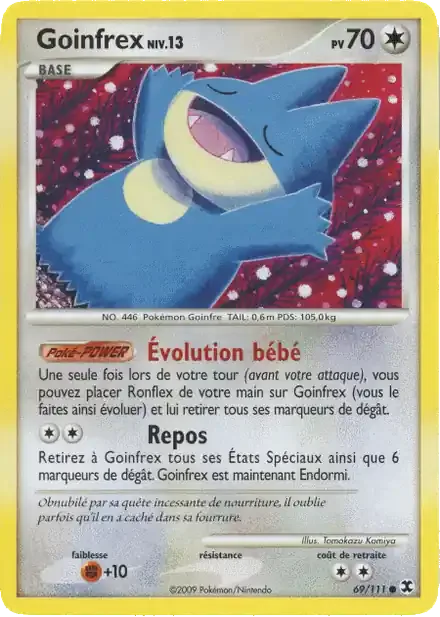 Goinfrex NIV.13
PV 70
BASE
NO. 446 Pokémon Goinfre TAIL: 0,6m PDS: 105,0kg
Poké-POWER Évolution bébé
Une seule fois lors de votre tour (avant votre attaque), vous
pouvez placer Ronflex de votre main sur Goinfrex (vous le
faites ainsi évoluer) et lui retirer tous ses marqueurs de dégât.
Repos
Retirez à Goinfrex tous ses États Spéciaux ainsi que 6
marqueurs de dégât. Goinfrex est maintenant Endormi.
Obnubilé par sa quête incessante de nourriture, il oublie
parfois qu'il en a caché dans sa fourrure.
Illus. Tomokazu Komiya
faiblesse résistance coût de retraite
+10
©2009 Pokémon/Nintendo 69/111